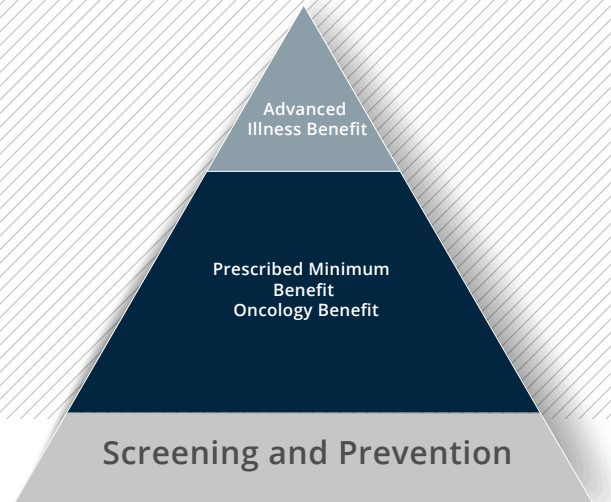 Advanced
Illness Benefit
Prescribed Minimum
Benefit
Oncology Benefit
Screening and Prevention